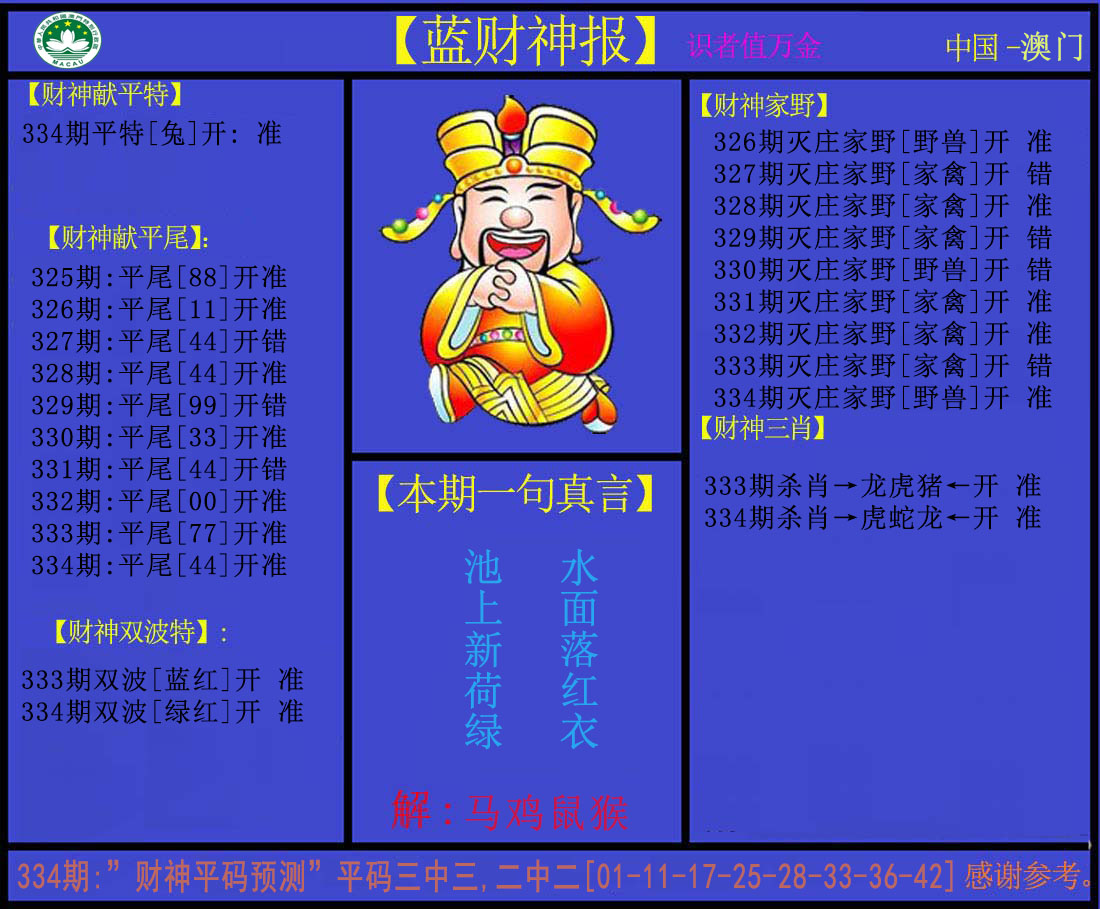 【蓝财神报】
识者值万金
中国-澳门
MACAU
【财神献平特】
334期平特[兔]开: 准
【财神献平尾】:
325期:平尾[88]开准
326期:平尾[11]开准
327期:平尾[44]开错
328期:平尾[44]开准
329期:平尾[99]开错
330期:平尾[33]开准
331期:平尾[44]开错
332期:平尾[00]开准
333期:平尾[77]开准
334期:平尾[44]开准
【财神双波特】:
333期双波[蓝红]开 准
334期双波[绿红]开 准
【本期一句真言】
水面落红衣
池上新荷绿
解:马鸡鼠猴
【财神家野】
326期灭庄家野[野兽]开 准
327期灭庄家野[家禽]开 错
328期灭庄家野[家禽]开 准
329期灭庄家野[家禽]开 错
330期灭庄家野[野兽]开 错
331期灭庄家野[家禽]开 准
332期灭庄家野[家禽]开 准
333期灭庄家野[家禽]开 错
334期灭庄家野[野兽]开 准
【财神三肖】
333期杀肖→龙虎猪←开 准
334期杀肖→虎蛇龙←开 准
334期:”财神平码预测”平码三中三,二中二[01-11-17-25-28-33-36-42]感谢参考。